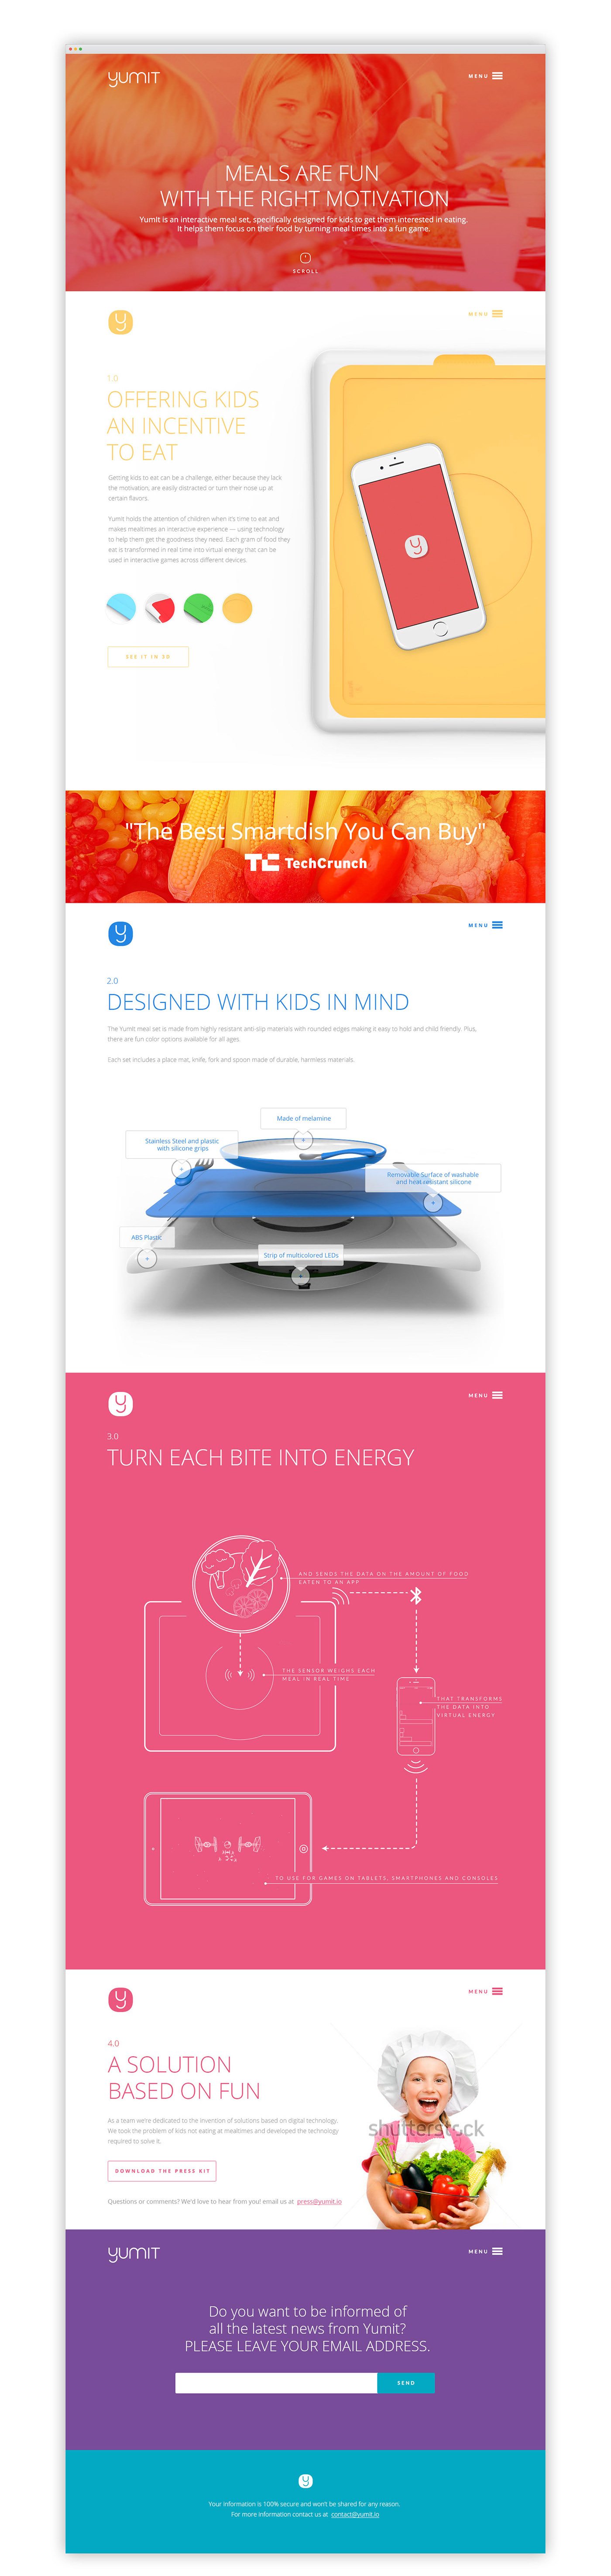 YUMIT
MENU
MEALS ARE FUN
WITH THE RIGHT MOTIVATION
YumIt is an interactive meal set, specifically designed for kids to get them interested in eating.
It helps them focus on their food by turning meal times into a fun game.
SCROLL
y
MENU
1.0
OFFERING KIDS
AN INCENTIVE
TO EAT
Getting kids to eat can be a challenge, either because they lack
the motivation, are easily distracted or turn their nose up at
certain flavors.
Yumit holds the attention of children when it's time to eat and
makes mealtimes an interactive experience — using technology
to help them get the goodness they need. Each gram of food they
eat is transformed in real time into virtual energy that can be
used in interactive games across different devices.
SEE IT IN 3D
y
"The Best Smartdish You Can Buy"
TC TechCrunch
y
MENU
2.0
DESIGNED WITH KIDS IN MIND
The YumIt meal set is made from highly resistant anti-slip materials with rounded edges making it easy to hold and child friendly. Plus,
there are fun color options available for all ages.
Each set includes a place mat, knife, fork and spoon made of durable, harmless materials.
Made of melamine
Stainless Steel and plastic
with silicone grips
Removable Surface of washable
and heat-resistant silicone
ABS Plastic
Strip of multicolored LEDs
y
MENU
3.0
TURN EACH BITE INTO ENERGY
AND SENDS THE DATA ON THE AMOUNT OF FOOD
EATEN TO AN APP
THE SENSOR WEIGHS EACH
MEAL IN REAL TIME
THAT TRANSFORMS
THE DATA INTO
VIRTUAL ENERGY
TO USE FOR GAMES ON TABLETS, SMARTPHONES AND CONSOLES
y
MENU
4.0
A SOLUTION
BASED ON FUN
As a team we're dedicated to the invention of solutions based on digital technology.
We took the problem of kids not eating at mealtimes and developed the technology
required to solve it.
shutterstock
DOWNLOAD THE PRESS KIT
Questions or comments? We'd love to hear from you! email us at press@yumit.io
YUMIT
MENU
Do you want to be informed of
all the latest news from Yumit?
PLEASE LEAVE YOUR EMAIL ADDRESS.
SEND
y
Your information is 100% secure and won't be shared for any reason.
For more information contact us at contact@yumit.io